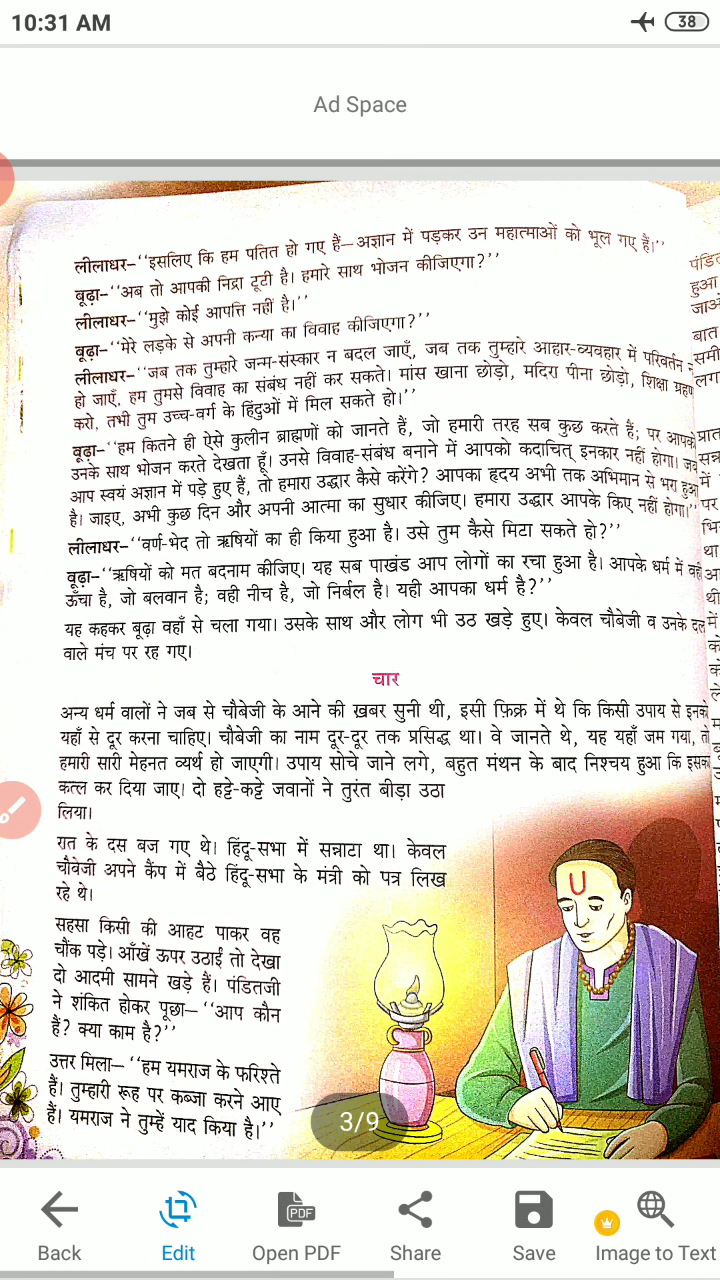 10:31 AM
38
Ad Space
लीलाधर–‘‘इसलिए कि हम पतित हो गए हैं—अज्ञान में पड़कर उन महात्माओं को भूल गए हैं।’’
बूढ़ा–‘‘अब तो आपकी निद्रा टूटी है। हमारे साथ भोजन कीजिएगा?’’
लीलाधर–‘‘मुझे कोई आपत्ति नहीं है।’’
बूढ़ा–‘‘मेरे लड़के से अपनी कन्या का विवाह कीजिएगा?’’
लीलाधर–‘‘जब तक तुम्हारे जन्म-संस्कार न बदल जाएँ, जब तक तुम्हारे आहार-व्यवहार में परिवर्तन न
हो जाएँ, हम तुमसे विवाह का संबंध नहीं कर सकते। मांस खाना छोड़ो, मदिरा पीना छोड़ो, शिक्षा ग्रहण
करो, तभी तुम उच्च-वर्ग के हिंदुओं में मिल सकते हो।’’
बूढ़ा–‘‘हम कितने ही ऐसे कुलीन ब्राह्मणों को जानते हैं, जो हमारी तरह सब कुछ करते हैं; पर आपके
उनके साथ भोजन करते देखता हूँ। उनसे विवाह-संबंध बनाने में आपको कदाचित् इनकार नहीं होगा। जब
आप स्वयं अज्ञान में पड़े हुए हैं, तो हमारा उद्धार कैसे करेंगे? आपका हृदय अभी तक अभिमान से भरा हुआ
है। जाइए, अभी कुछ दिन और अपनी आत्मा का सुधार कीजिए। हमारा उद्धार आपके किए नहीं होगा।’’
लीलाधर–‘‘वर्ण-भेद तो ऋषियों का ही किया हुआ है। उसे तुम कैसे मिटा सकते हो?’’
बूढ़ा–‘‘ऋषियों को मत बदनाम कीजिए। यह सब पाखंड आप लोगों का रचा हुआ है। आपके धर्म में वही
ऊँचा है, जो बलवान है; वही नीच है, जो निर्बल है। यही आपका धर्म है?’’
यह कहकर बूढ़ा वहाँ से चला गया। उसके साथ और लोग भी उठ खड़े हुए। केवल चौबेजी व उनके दल
वाले मंच पर रह गए।
चार
अन्य धर्म वालों ने जब से चौबेजी के आने की ख़बर सुनी थी, इसी फ़िक्र में थे कि किसी उपाय से इनको
यहाँ से दूर करना चाहिए। चौबेजी का नाम दूर-दूर तक प्रसिद्ध था। वे जानते थे, यह यहाँ जम गया, तो
हमारी सारी मेहनत व्यर्थ हो जाएगी। उपाय सोचे जाने लगे, बहुत मंथन के बाद निश्चय हुआ कि इसका
कत्ल कर दिया जाए। दो हट्टे-कट्टे जवानों ने तुरंत बीड़ा उठा
लिया।
रात के दस बज गए थे। हिंदू-सभा में सन्नाटा था। केवल
चौबेजी अपने कैंप में बैठे हिंदू-सभा के मंत्री को पत्र लिख
रहे थे।
सहसा किसी की आहट पाकर वह
चौंक पड़े। आँखें ऊपर उठाईं तो देखा
दो आदमी सामने खड़े हैं। पंडितजी
ने शंकित होकर पूछा— ‘‘आप कौन
हैं? क्या काम है?’’
उत्तर मिला— ‘‘हम यमराज के फरिश्ते
हैं। तुम्हारी रूह पर कब्जा करने आए
हैं। यमराज ने तुम्हें याद किया है।’’
हुआ
बात
3/9
Back
Edit
PDF
Open PDF
Share
Save
Image to Text